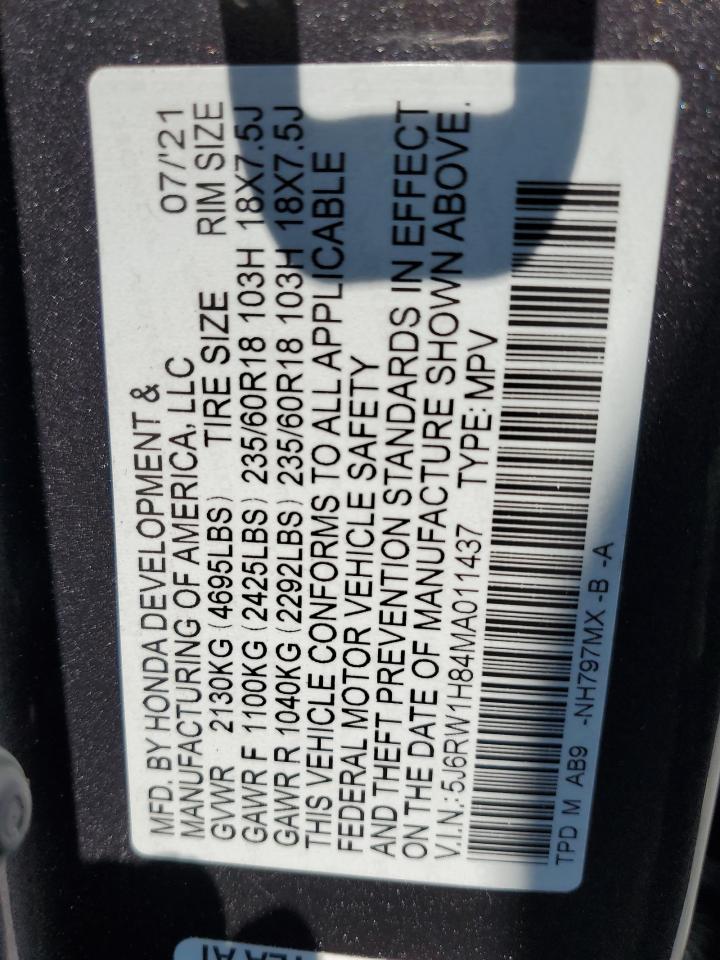 MFD. BY HONDA DEVELOPMENT & 07/'21
MANUFACTURING OF AMERICA, LLC RIM SIZE
GVWR 2130KG (4695LBS) TIRE SIZE
GAWR F 1100KG (2425LBS) 235/60R18 103H 18X7.5J
GAWR R 1040KG (2292LBS) 235/60R18 103H 18X7.5J
THIS VEHICLE CONFORMS TO ALL APPLICABLE
FEDERAL MOTOR VEHICLE SAFETY
AND THEFT PREVENTION STANDARDS IN EFFECT
ON THE DATE OF MANUFACTURE SHOWN ABOVE.
V.I.N.: 5J6RW1H84MA011437 TYPE: MPV
TPD M AB9 -NH797MX -B -A